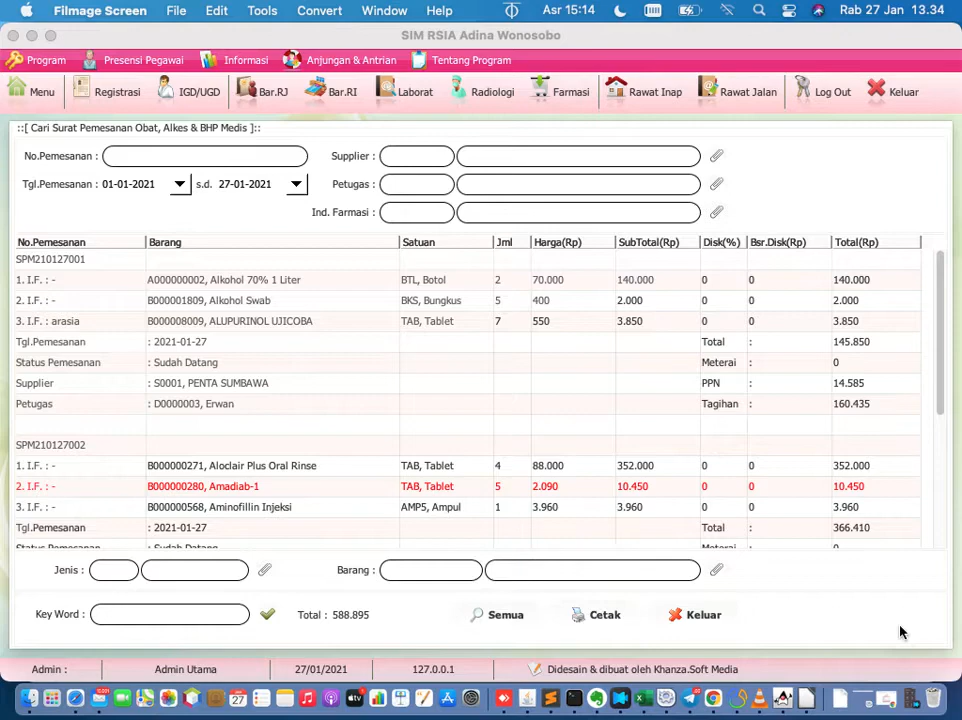 Filmage Screen File Edit Tools Convert Window Help Asr 15:14 Rab 27 Jan 13.34
SIM RSIA Adina Wonosobo
Program Presensi Pegawai Informasi Anjungan & Antrian Tentang Program
Menu Registrasi IGD/UGD Bar.RJ Bar.RI Laborat Radiologi Farmasi Rawat Inap Rawat Jalan Log Out Keluar
::[ Cari Surat Pemesanan Obat, Alkes & BHP Medis ]::
No.Pemesanan : Supplier :
Tgl.Pemesanan : 01-01-2021 s.d. 27-01-2021 Petugas :
Ind. Farmasi :
No.Pemesanan Barang Satuan Jml Harga(Rp) SubTotal(Rp) Disk(%) Bsr.Disk(Rp) Total(Rp)
SPM210127001
1. I.F. : - A000000002, Alkohol 70% 1 Liter BTL, Botol 2 70.000 140.000 0 0 140.000
2. I.F. : - B000001809, Alkohol Swab BKS, Bungkus 5 400 2.000 0 0 2.000
3. I.F. : arasia B000008009, ALUPURINOL UJICOBA TAB, Tablet 7 550 3.850 0 0 3.850
Tgl.Pemesanan : 2021-01-27 Total : 145.850
Status Pemesanan : Sudah Datang Meterai : 0
Supplier : S0001, PENTA SUMBAWA PPN : 14.585
Petugas : D0000003, Erwan Tagihan : 160.435
SPM210127002
1. I.F. : - B000000271, Aloclair Plus Oral Rinse TAB, Tablet 4 88.000 352.000 0 0 352.000
2. I.F. : - B000000280, Amadiab-1 TAB, Tablet 5 2.090 10.450 0 0 10.450
3. I.F. : - B000000568, Aminofillin Injeksi AMP5, Ampul 1 3.960 3.960 0 0 3.960
Tgl.Pemesanan : 2021-01-27 Total : 366.410
Status Pemesanan : Sudah Datang Meterai : 0
Jenis : Barang :
Key Word : Total : 588.895 Semua Cetak Keluar
Admin : Admin Utama 27/01/2021 127.0.0.1 Didesain & dibuat oleh Khanza.Soft Media